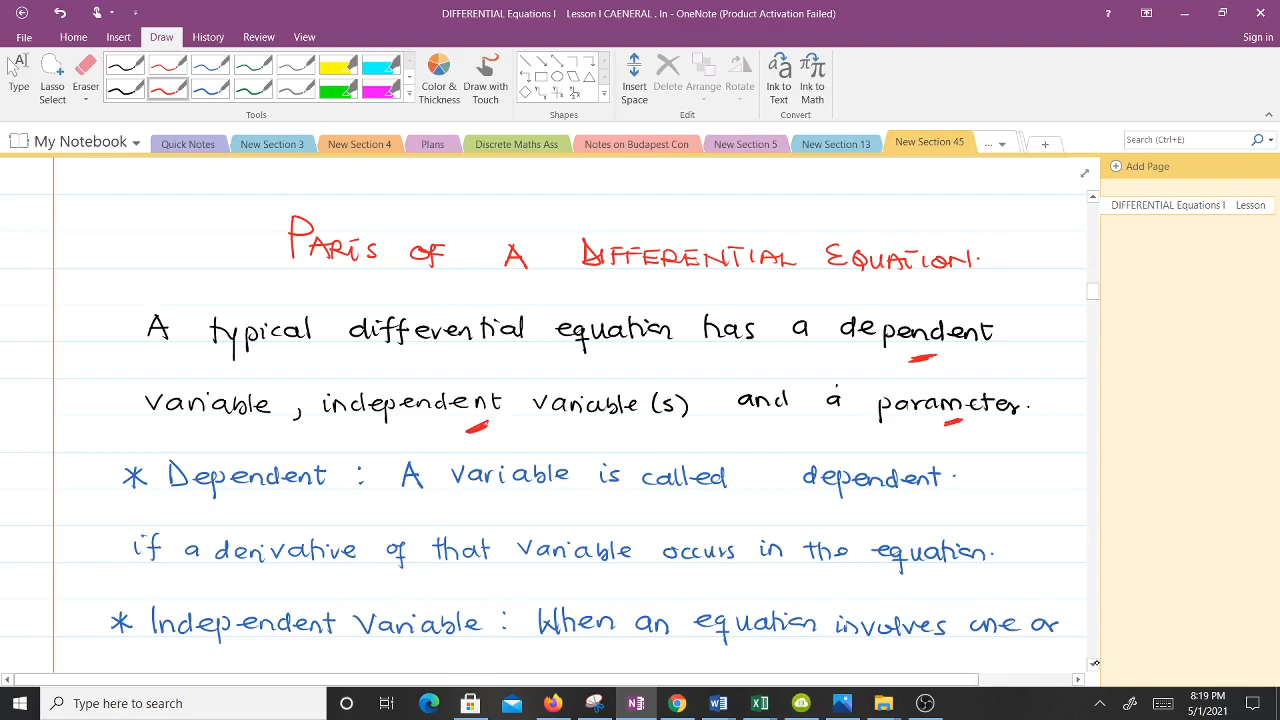 DIFFERENTIAL Equations I Lesson I CAENERAL . In - OneNote (Product Activation Failed)
File Home Insert Draw History Review View
Sign in
Type
Lasso Select
Eraser
Color & Thickness
Draw with Touch
Insert Space
Delete
Arrange
Rotate
Ink to Text
Ink to Math
Tools Shapes Edit Convert
My Notebook
Quick Notes
New Section 3
New Section 4
Plans
Discrete Maths Ass
Notes on Budapest Con
New Section 5
New Section 13
New Section 45
...
Search (Ctrl+E)
Add Page
DIFFERENTIAL Equations I Lesson
PARTS OF A DIFFERENTIAL EQUATION.
A typical differential equation has a dependent
variable, independent variable(s) and a parameter.
* Dependent : A variable is called dependent.
if a derivative of that variable occurs in the equation.
* Independent Variable : When an equation involves one or
Type here to search
8:19 PM
5/1/2021